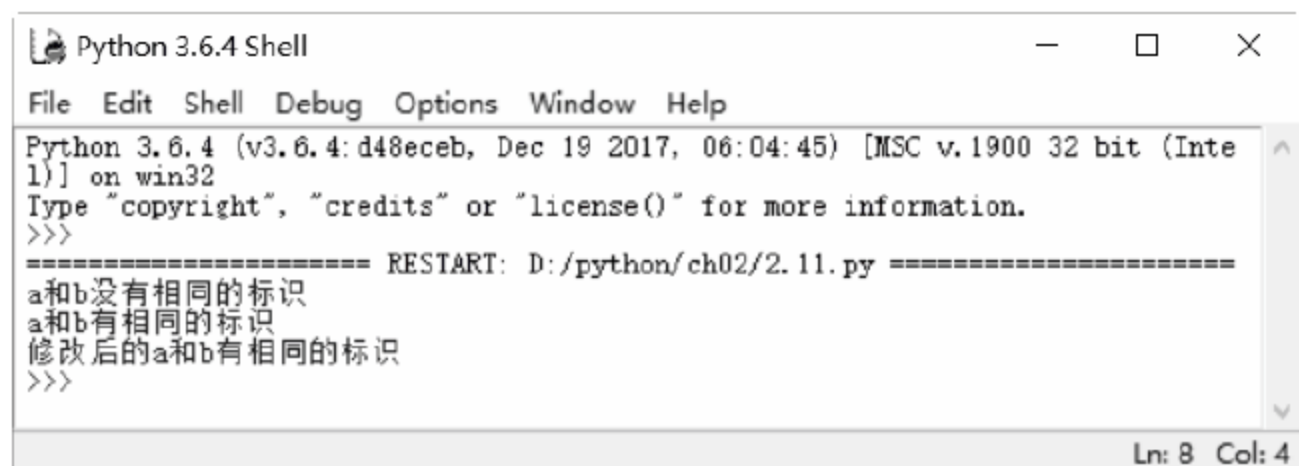 Python 3.6.4 Shell
File Edit Shell Debug Options Window Help
Python 3.6.4 (v3.6.4:d48eceb, Dec 19 2017, 06:04:45) [MSC v.1900 32 bit (Inte
l)] on win32
Type "copyright", "credits" or "license()" for more information.
>>>
====================== RESTART: D:/python/ch02/2.11.py ======================
a和b没有相同的标识
a和b有相同的标识
修改后的a和b有相同的标识
>>>
Ln: 8 Col: 4